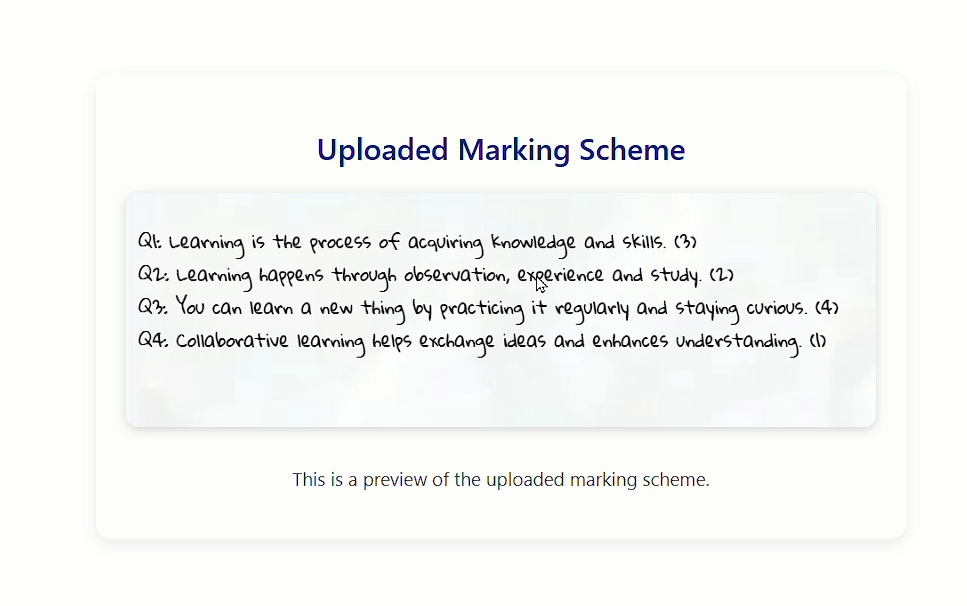 Uploaded Marking Scheme
Q1: Learning is the process of acquiring knowledge and skills. (3)
Q2: Learning happens through observation, experience and study. (2)
Q3: You can learn a new thing by practicing it regularly and staying curious. (4)
Q4: Collaborative learning helps exchange ideas and enhances understanding. (1)
This is a preview of the uploaded marking scheme.